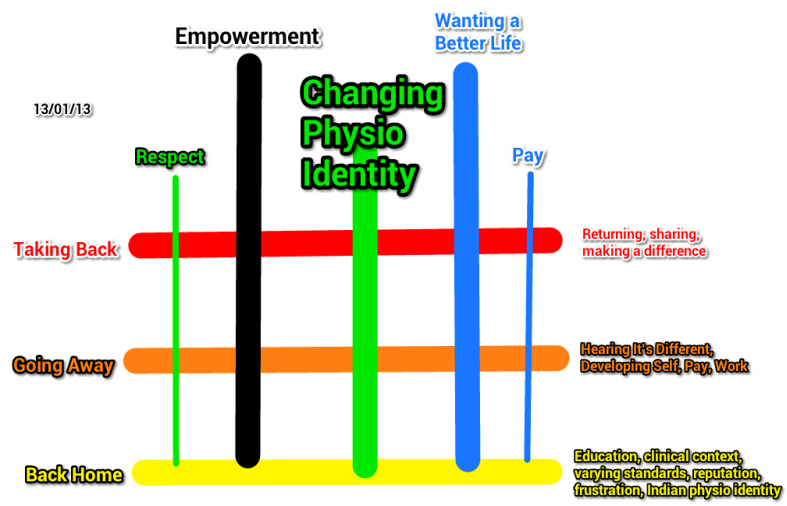 Empowerment
Wanting a
Better Life
Changing
Physio
Identity
13/01/13
Respect
Pay
Taking Back
Returning, sharing,
making a difference
Going Away
Hearing It's Different,
Developing Self, Pay, Work
Back Home
Education, clinical context,
varying standards, reputation,
frustration, Indian physio identity